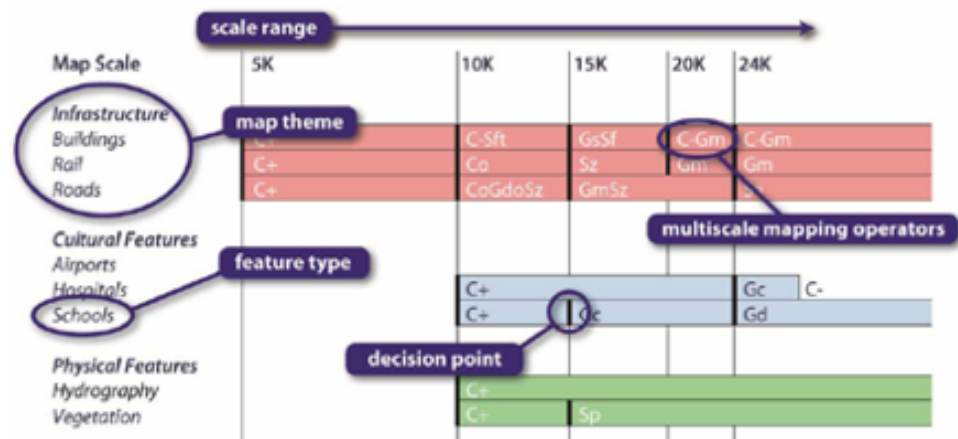 scale range
Map Scale 5K 10K 15K 20K 24K
Infrastructure
map theme
Buildings C+ C-Sft GsSf C-Gm C-Gm
Rail C+ Co Sz Gm Gm
Roads C+ CoGdoSz GmSz
multiscale mapping operators
Cultural Features
feature type
Airports
Hospitals C+ Gc C-
Schools C+ Gc Gd
decision point
Physical Features
Hydrography C+
Vegetation C+ Sp